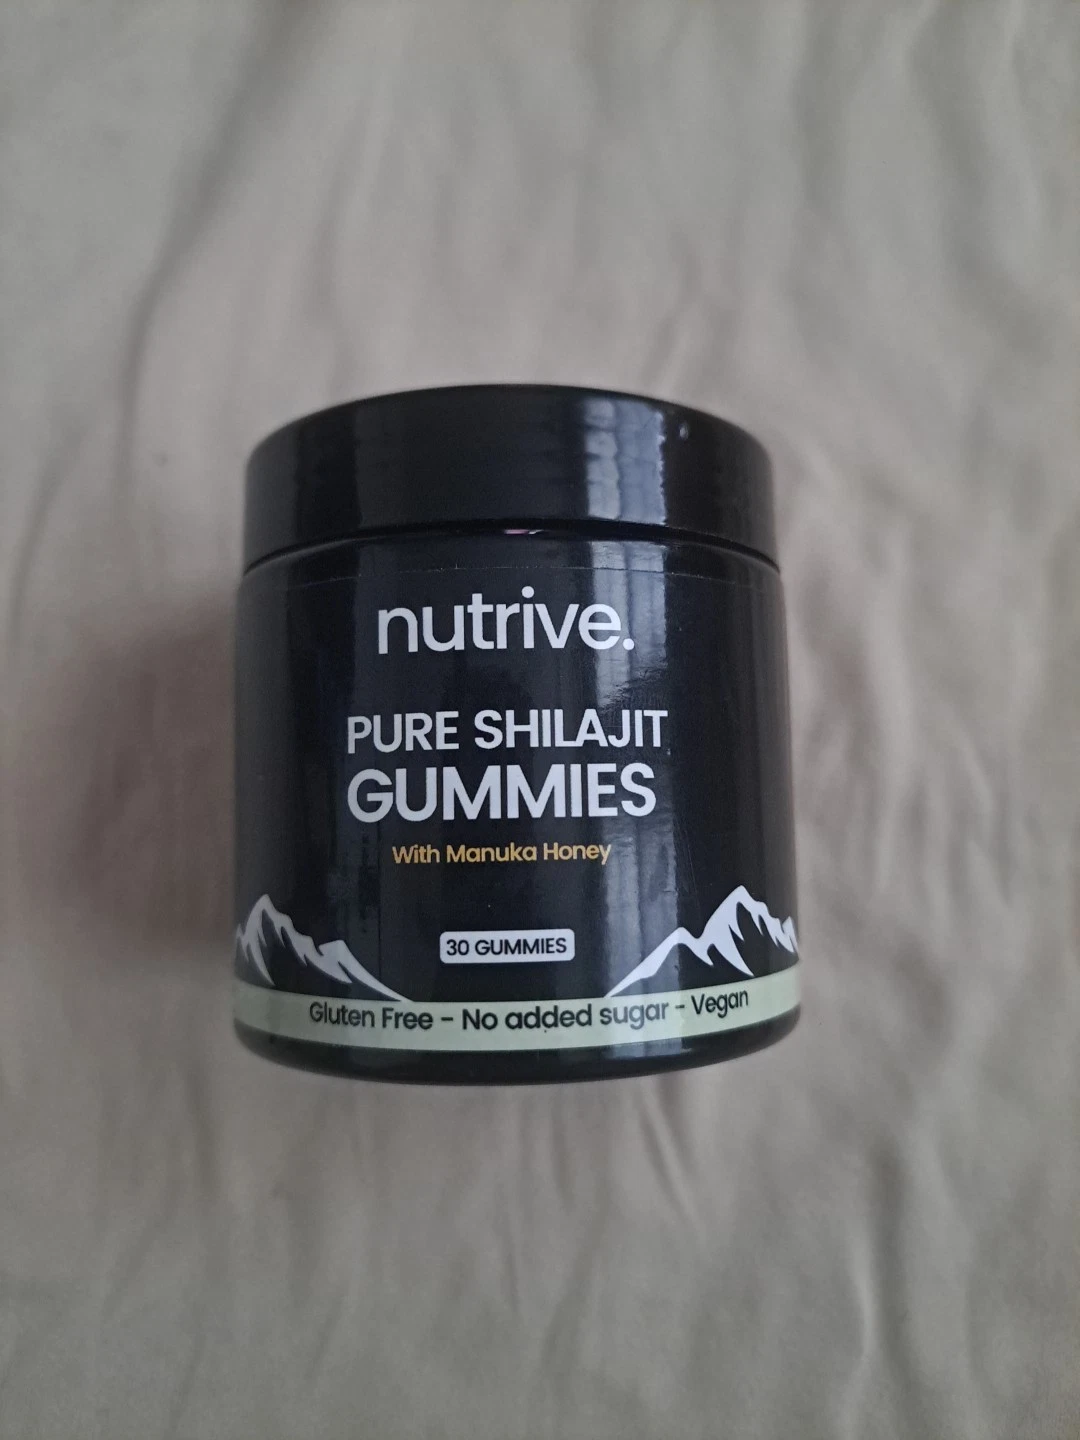 nutrive.
PURE SHILAJIT
GUMMIES
With Manuka Honey
30 GUMMIES
Gluten Free - No added sugar - Vegan